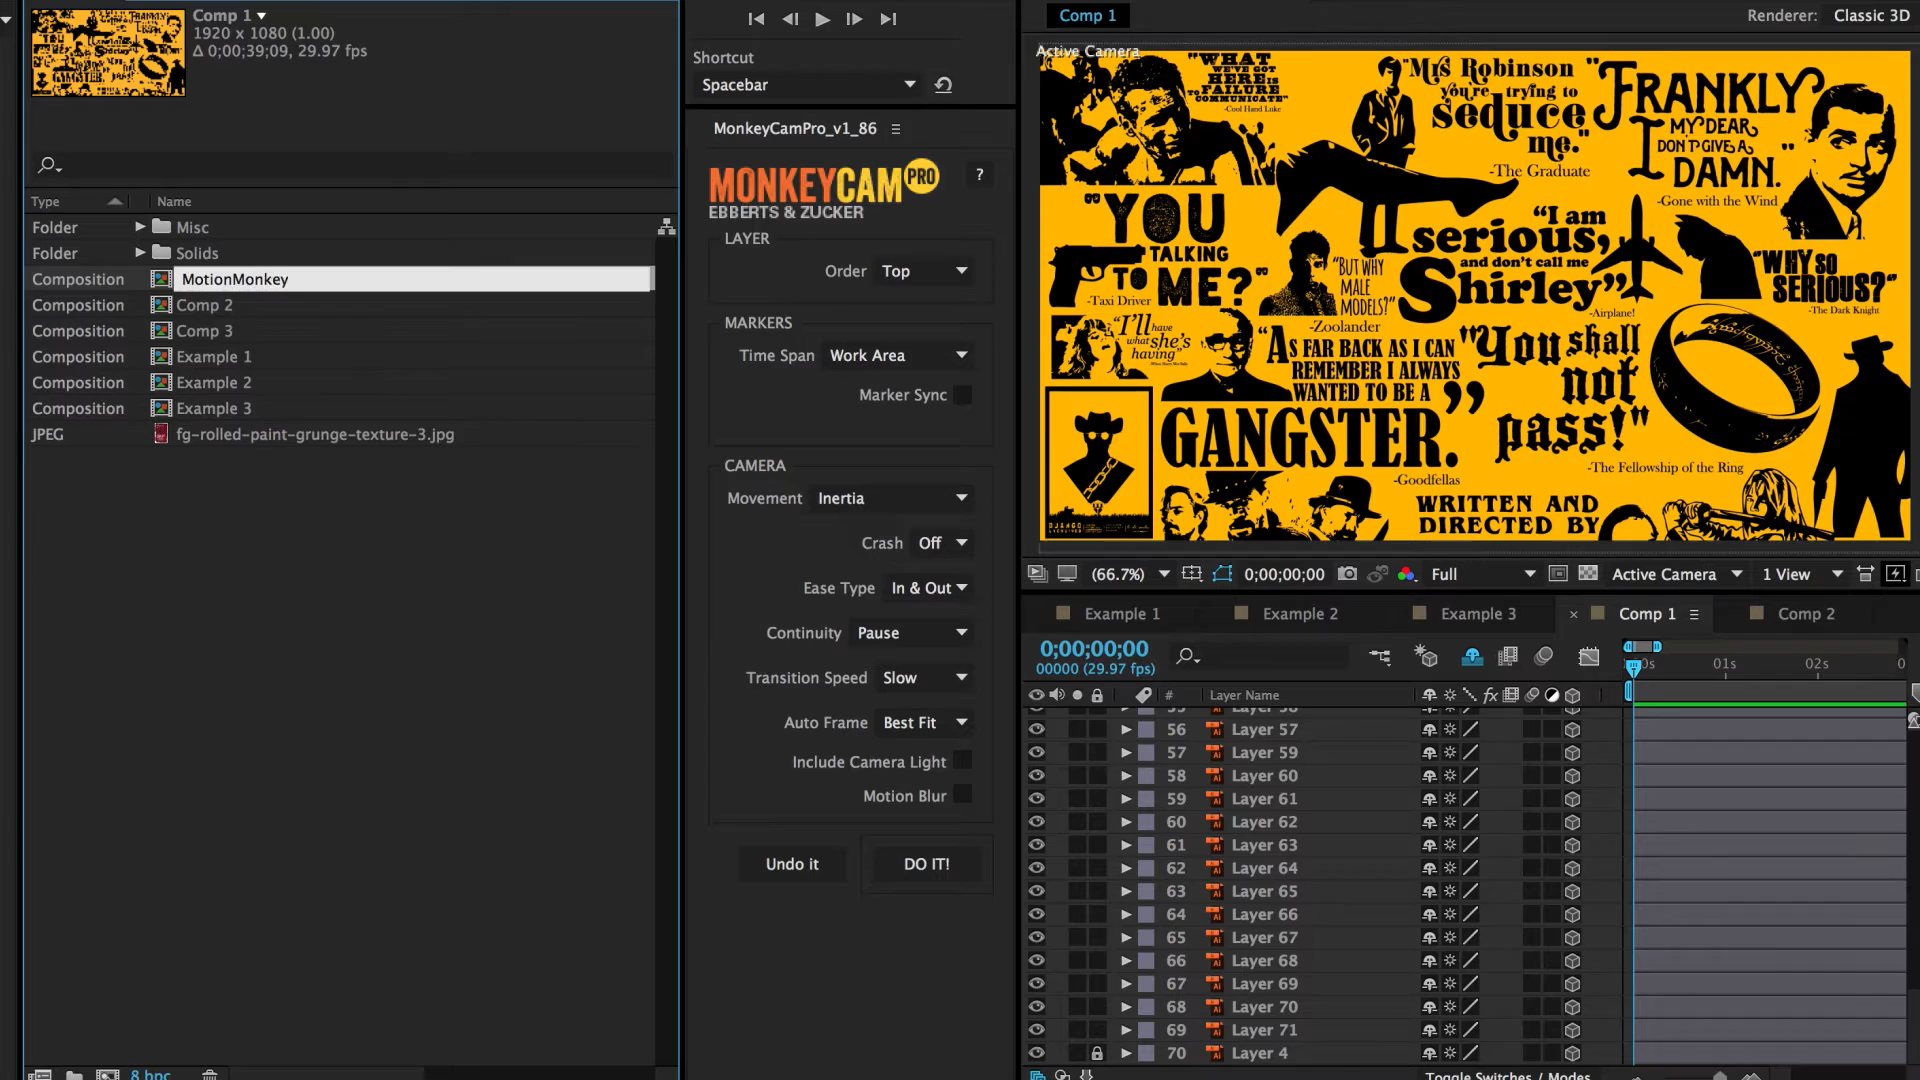 Comp 1
1920 x 1080 (1.00)
Δ 0;00;39;09, 29.97 fps
Type Name
Folder Misc
Folder Solids
Composition MotionMonkey
Composition Comp 2
Composition Comp 3
Composition Example 1
Composition Example 2
Composition Example 3
JPEG fg-rolled-paint-grunge-texture-3.jpg
8 bpc
Shortcut
Spacebar
MonkeyCamPro_v1_86
MONKEYCAM PRO
?
EBBERTS & ZUCKER
LAYER
Order Top
MARKERS
Time Span Work Area
Marker Sync
CAMERA
Movement Inertia
Crash Off
Ease Type In & Out
Continuity Pause
Transition Speed Slow
Auto Frame Best Fit
Include Camera Light
Motion Blur
Undo it DO IT!
Comp 1
Renderer: Classic 3D
Active Camera
"WHAT
WE'VE GOT
HERE IS
FAILURE
TO
COMMUNICATE"
-Cool Hand Luke
"Mrs Robinson
you're trying to
seduce
me."
-The Graduate
"FRANKLY
MY DEAR,
I DON'T GIVE A
DAMN."
-Gone with the Wind
"YOU
TALKING
TO ME?"
-Taxi Driver
"I am
serious,
and don't call me
Shirley"
-Airplane!
"BUT WHY
MALE
MODELS?"
-Zoolander
"WHY SO
SERIOUS?"
-The Dark Knight
"I'll have
what she's
having"
"AS FAR BACK AS I CAN
REMEMBER I ALWAYS
WANTED TO BE A
GANGSTER."
-Goodfellas
"You shall
not
pass!"
-The Fellowship of the Ring
DJANGO
WRITTEN AND
DIRECTED BY
(66.7%) 0;00;00;00 Full Active Camera 1 View
Example 1 Example 2 Example 3 Comp 1 Comp 2
0;00;00;00
00000 (29.97 fps)
01s 02s
# Layer Name fx
56 Layer 57
57 Layer 59
58 Layer 60
59 Layer 61
60 Layer 62
61 Layer 63
62 Layer 64
63 Layer 65
64 Layer 66
65 Layer 67
66 Layer 68
67 Layer 69
68 Layer 70
69 Layer 71
70 Layer 4
Toggle Switches / Modes